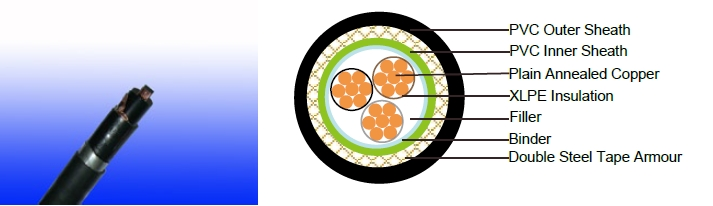 PVC Outer Sheath
PVC Inner Sheath
Plain Annealed Copper
XLPE Insulation
Filler
Binder
Double Steel Tape Armour